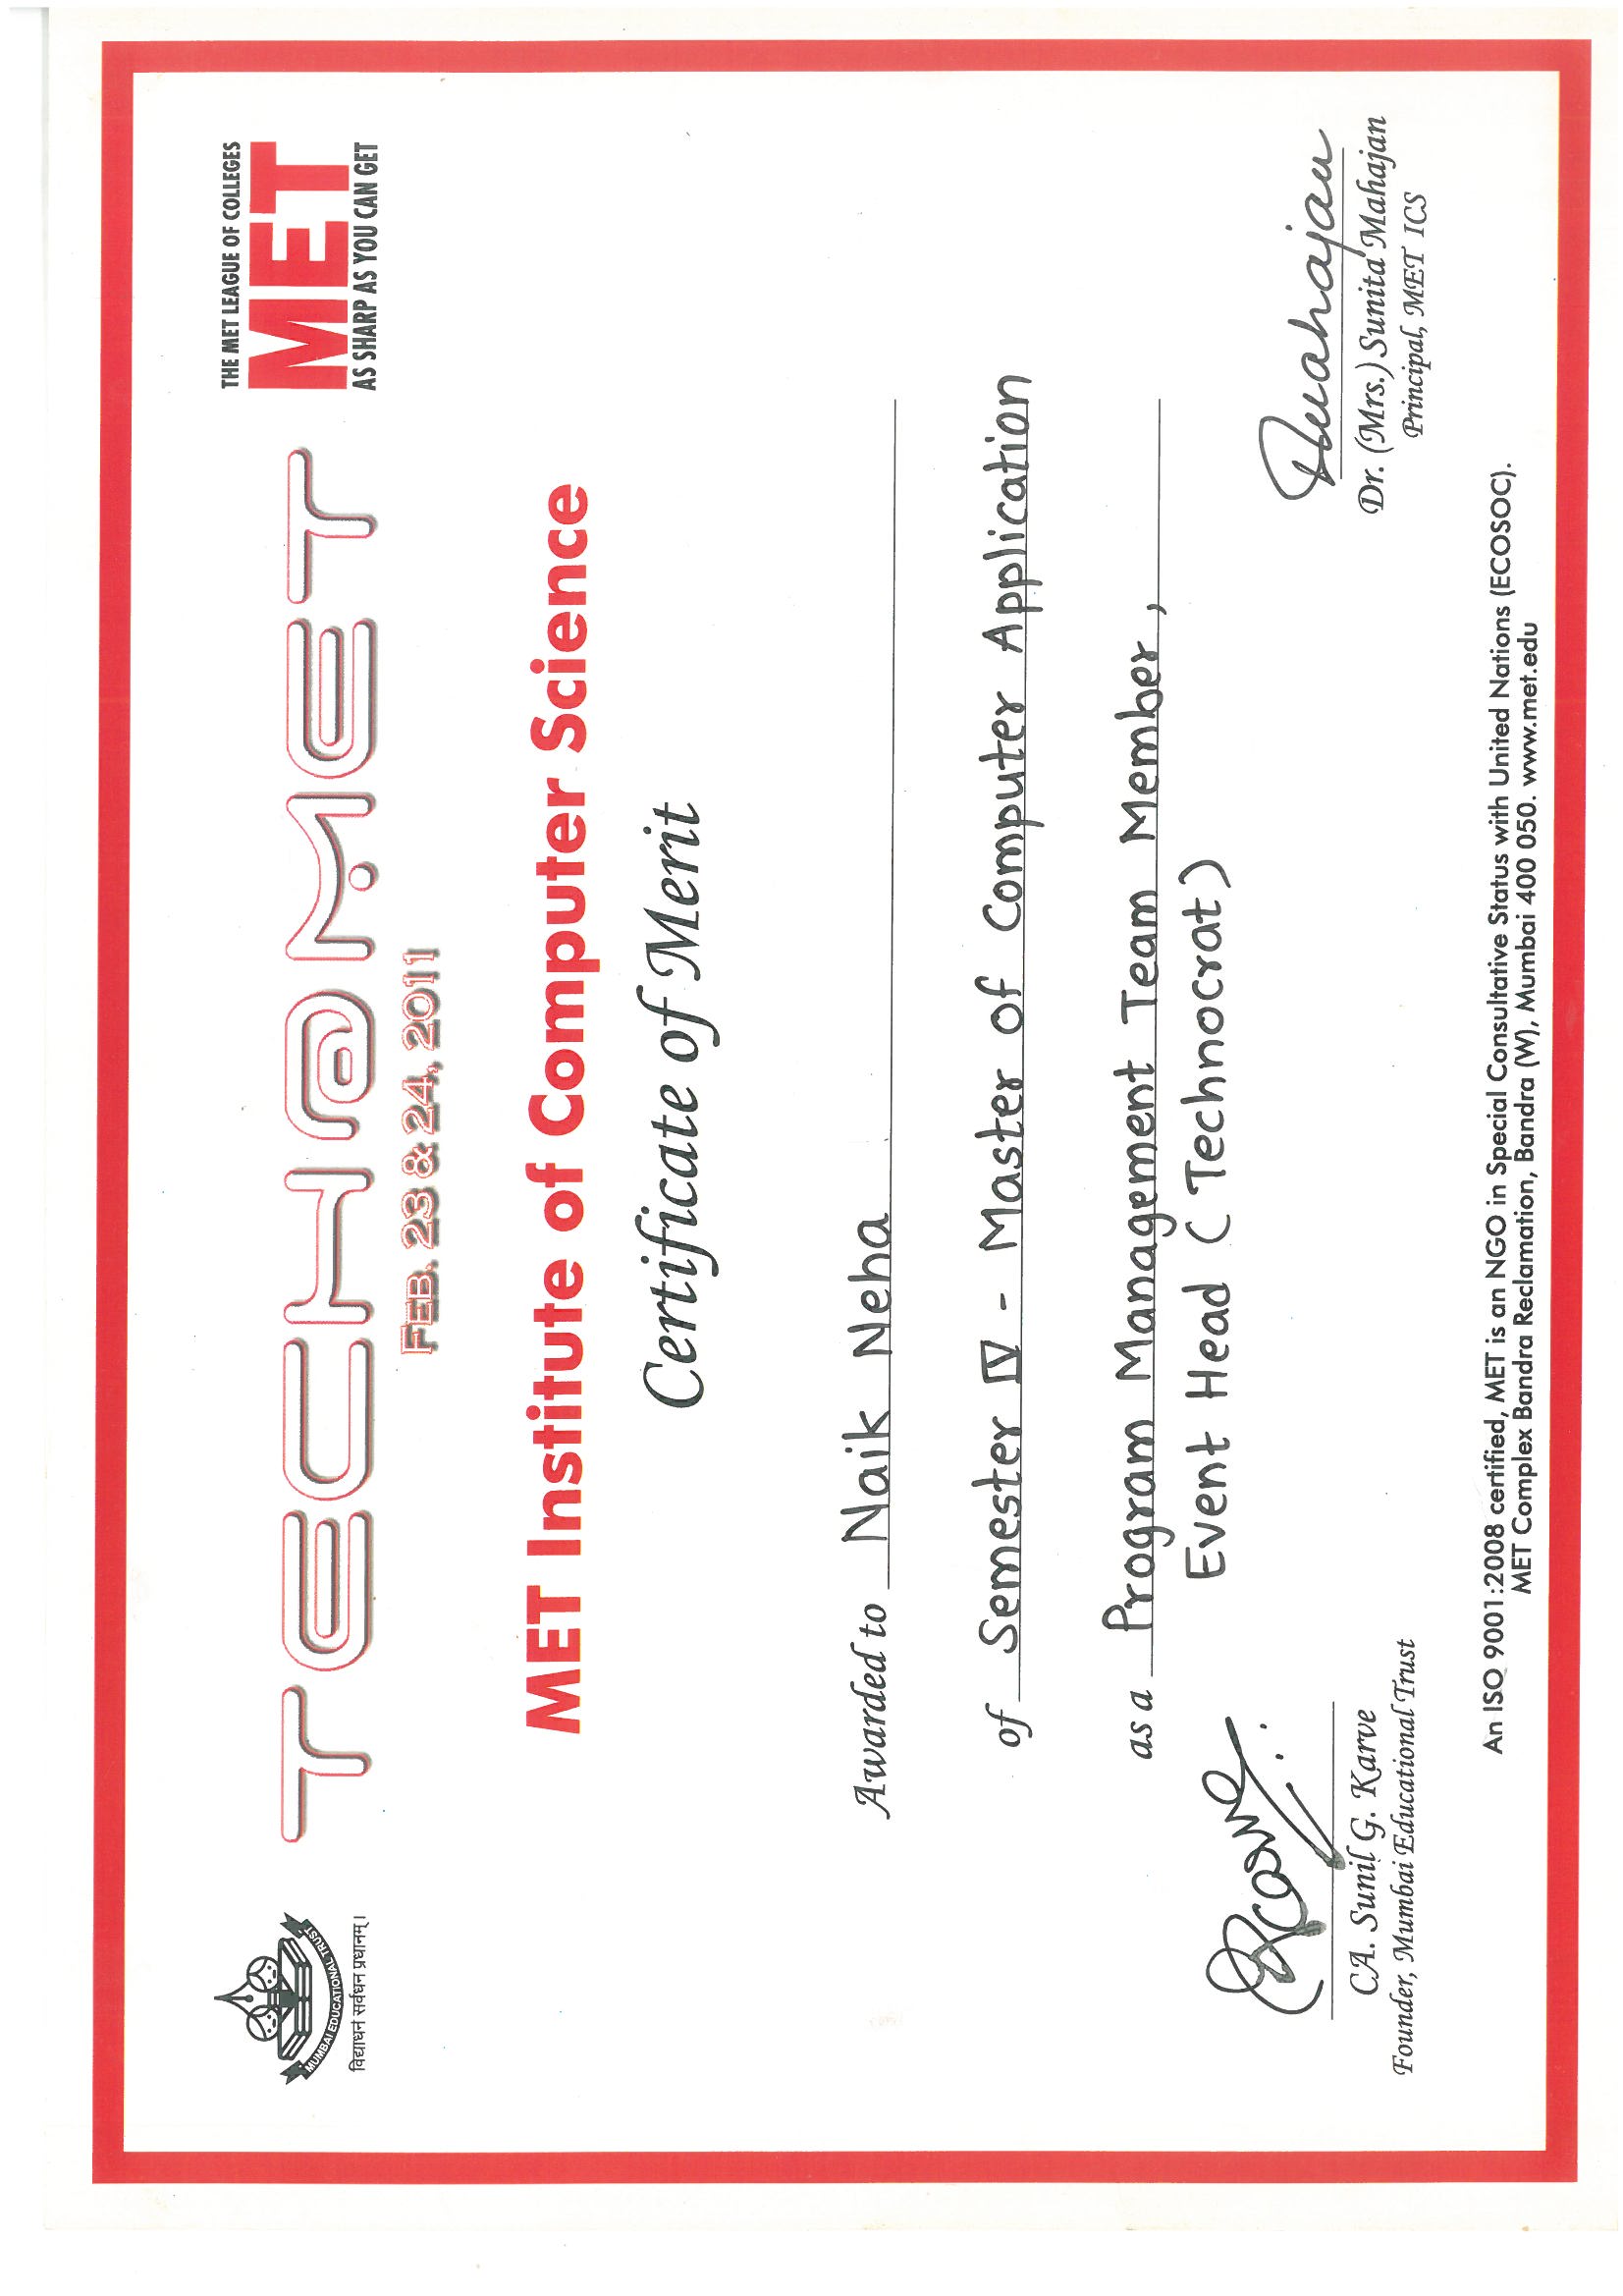 MUMBAI EDUCATIONAL TRUST
विद्याधनं सर्वधन प्रधानम् ।
TECH@MET
FEB. 23 & 24, 2011
THE MET LEAGUE OF COLLEGES
MET
AS SHARP AS YOU CAN GET
MET Institute of Computer Science
Certificate of Merit
Awarded to Naik Neha
of Semester IV - Master of Computer Application
as a Program Management Team Member,
Event Head (Technocrat)
CA. Sunil G. Karve
Founder, Mumbai Educational Trust
Dr. (Mrs.) Sunita Mahajan
Principal, MET ICS
An ISO 9001:2008 certified, MET is an NGO in Special Consultative Status with United Nations (ECOSOC).
MET Complex Bandra Reclamation, Bandra (W), Mumbai 400 050. www.met.edu